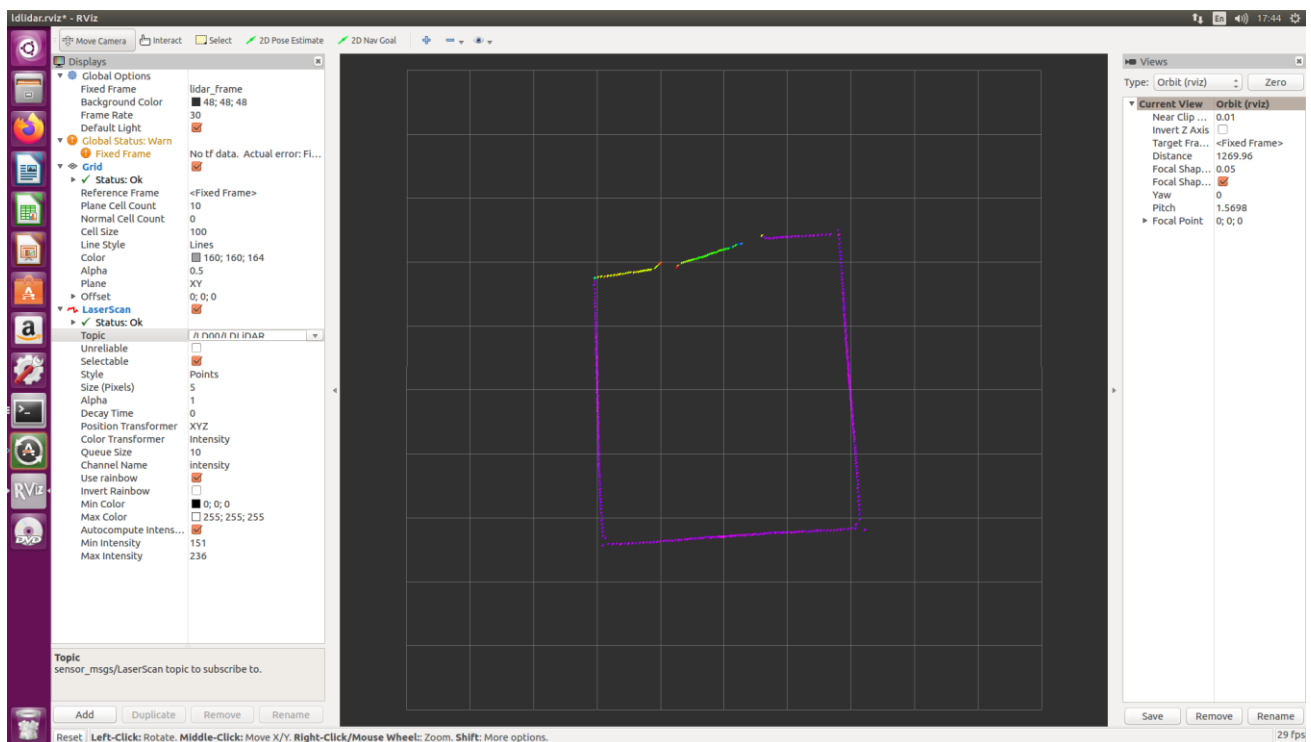 ldlidar.rviz* - RViz
En 17:44
Move Camera Interact Select 2D Pose Estimate 2D Nav Goal
Displays
Global Options
Fixed Frame lidar_frame
Background Color 48; 48; 48
Frame Rate 30
Default Light
Global Status: Warn
Fixed Frame No tf data. Actual error: Fi...
Grid
Status: Ok
Reference Frame <Fixed Frame>
Plane Cell Count 10
Normal Cell Count 0
Cell Size 100
Line Style Lines
Color 160; 160; 164
Alpha 0.5
Plane XY
Offset 0; 0; 0
LaserScan
Status: Ok
Topic /LD00/LDLiDAR
Unreliable
Selectable
Style Points
Size (Pixels) 5
Alpha 1
Decay Time 0
Position Transformer XYZ
Color Transformer Intensity
Queue Size 10
Channel Name intensity
Use rainbow
Invert Rainbow
Min Color 0; 0; 0
Max Color 255; 255; 255
Autocompute Intens...
Min Intensity 151
Max Intensity 236
Topic
sensor_msgs/LaserScan topic to subscribe to.
Add Duplicate Remove Rename
Reset Left-Click: Rotate. Middle-Click: Move X/Y. Right-Click/Mouse Wheel:: Zoom. Shift: More options.
Views
Type: Orbit (rviz) Zero
Current View Orbit (rviz)
Near Clip ... 0.01
Invert Z Axis
Target Fra... <Fixed Frame>
Distance 1269.96
Focal Shap... 0.05
Focal Shap...
Yaw 0
Pitch 1.5698
Focal Point 0; 0; 0
Save Remove Rename
29 fps
a
RViz
DVD